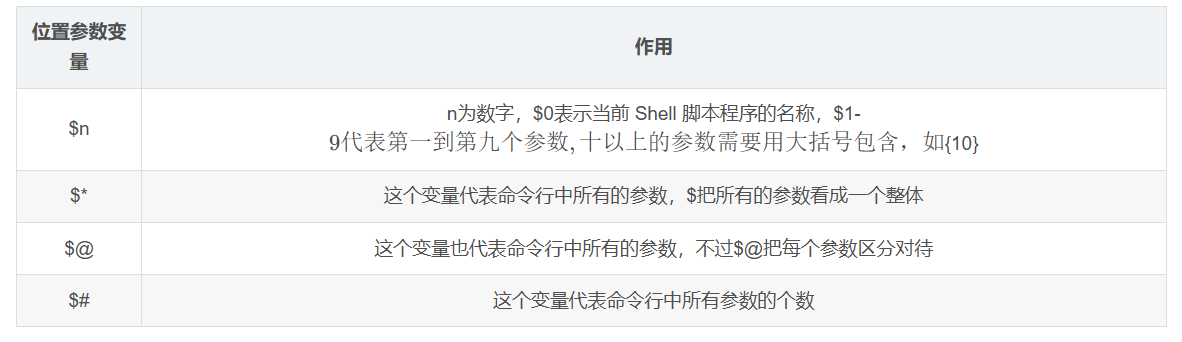 位置参数变
量
作用
$n
n为数字，$0表示当前 Shell 脚本程序的名称，$1-
9代表第一到第九个参数,十以上的参数需要用大括号包含，如{10}
$*
这个变量代表命令行中所有的参数，$把所有的参数看成一个整体
$@
这个变量也代表命令行中所有的参数，不过$@把每个参数区分对待
$#
这个变量代表命令行中所有参数的个数